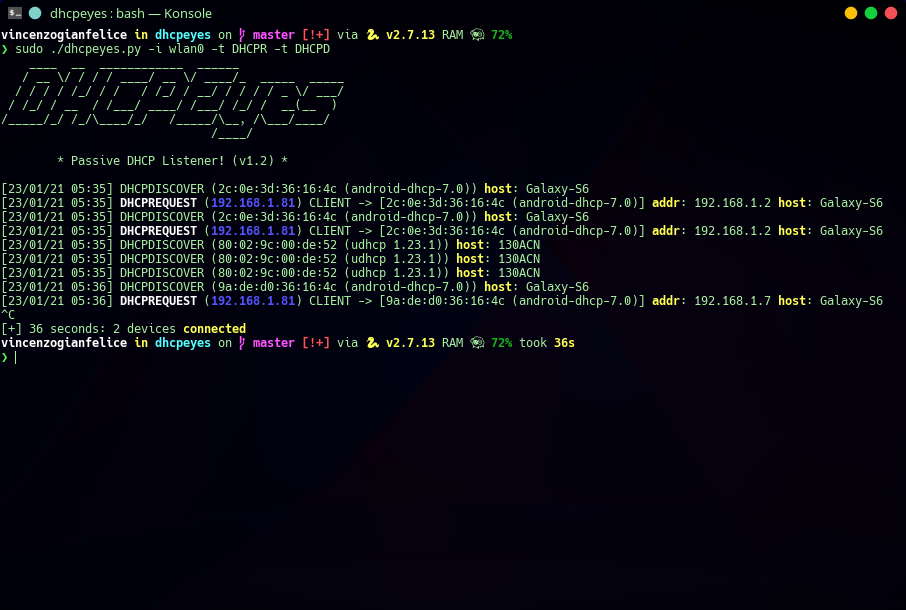 dhcpeyes : bash — Konsole
vincenzogianfelice in dhcpeyes on master [!+] via 🐍 v2.7.13 RAM 🐏 72%
❯ sudo ./dhcpeyes.py -i wlan0 -t DHCPR -t DHCPD
DHCPEyes
* Passive DHCP Listener! (v1.2) *
[23/01/21 05:35] DHCPDISCOVER (2c:0e:3d:36:16:4c (android-dhcp-7.0)) host: Galaxy-S6
[23/01/21 05:35] DHCPREQUEST (192.168.1.81) CLIENT -> [2c:0e:3d:36:16:4c (android-dhcp-7.0)] addr: 192.168.1.2 host: Galaxy-S6
[23/01/21 05:35] DHCPDISCOVER (2c:0e:3d:36:16:4c (android-dhcp-7.0)) host: Galaxy-S6
[23/01/21 05:35] DHCPREQUEST (192.168.1.81) CLIENT -> [2c:0e:3d:36:16:4c (android-dhcp-7.0)] addr: 192.168.1.2 host: Galaxy-S6
[23/01/21 05:35] DHCPDISCOVER (80:02:9c:00:de:52 (udhcp 1.23.1)) host: 130ACN
[23/01/21 05:35] DHCPDISCOVER (80:02:9c:00:de:52 (udhcp 1.23.1)) host: 130ACN
[23/01/21 05:35] DHCPDISCOVER (80:02:9c:00:de:52 (udhcp 1.23.1)) host: 130ACN
[23/01/21 05:36] DHCPDISCOVER (9a:de:d0:36:16:4c (android-dhcp-7.0)) host: Galaxy-S6
[23/01/21 05:36] DHCPREQUEST (192.168.1.81) CLIENT -> [9a:de:d0:36:16:4c (android-dhcp-7.0)] addr: 192.168.1.7 host: Galaxy-S6
^C
[+] 36 seconds: 2 devices connected
vincenzogianfelice in dhcpeyes on master [!+] via 🐍 v2.7.13 RAM 🐏 72% took 36s
❯